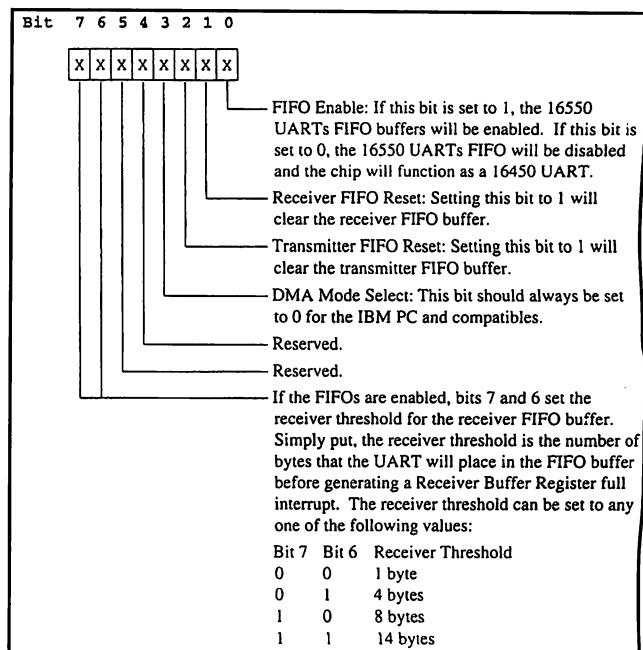 Bit 7 6 5 4 3 2 1 0
X X X X X X X X
FIFO Enable: If this bit is set to 1, the 16550
UARTs FIFO buffers will be enabled. If this bit is
set to 0, the 16550 UARTs FIFO will be disabled
and the chip will function as a 16450 UART.
Receiver FIFO Reset: Setting this bit to 1 will
clear the receiver FIFO buffer.
Transmitter FIFO Reset: Setting this bit to 1 will
clear the transmitter FIFO buffer.
DMA Mode Select: This bit should always be set
to 0 for the IBM PC and compatibles.
Reserved.
Reserved.
If the FIFOs are enabled, bits 7 and 6 set the
receiver threshold for the receiver FIFO buffer.
Simply put, the receiver threshold is the number of
bytes that the UART will place in the FIFO buffer
before generating a Receiver Buffer Register full
interrupt. The receiver threshold can be set to any
one of the following values:
Bit 7 Bit 6 Receiver Threshold
0 0 1 byte
0 1 4 bytes
1 0 8 bytes
1 1 14 bytes